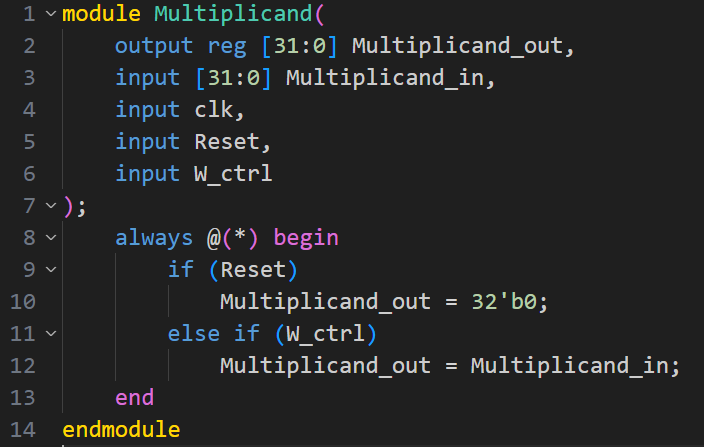 1 module Multiplicand(
2     output reg [31:0] Multiplicand_out,
3     input [31:0] Multiplicand_in,
4     input clk,
5     input Reset,
6     input W_ctrl
7 );
8     always @(*) begin
9         if (Reset)
10             Multiplicand_out = 32'b0;
11         else if (W_ctrl)
12             Multiplicand_out = Multiplicand_in;
13     end
14 endmodule